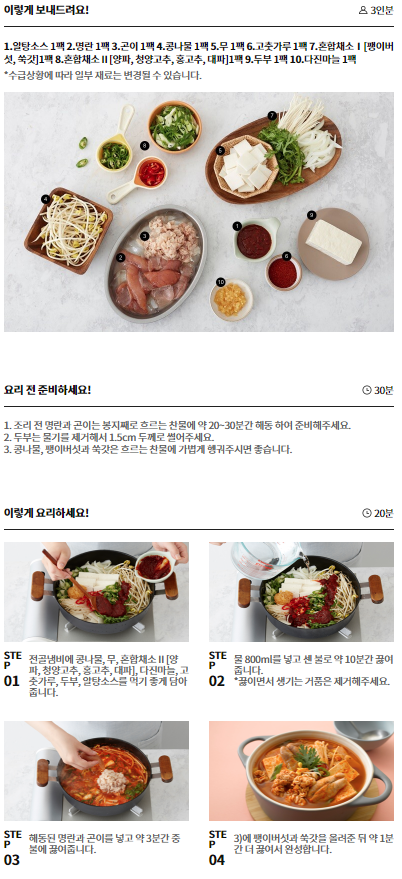 이렇게 보내드려요!
3인분
1.알탕소스 1팩 2.명란 1팩 3.곤이 1팩 4.콩나물 1팩 5.무 1팩 6.고춧가루 1팩 7.혼합채소Ⅰ[팽이버
섯, 쑥갓]1팩 8.혼합채소Ⅱ[양파, 청양고추, 홍고추, 대파]1팩 9.두부 1팩 10.다진마늘 1팩
*수급상황에 따라 일부 재료는 변경될 수 있습니다.
7
8
5
4
9
1
3
6
2
10
요리 전 준비하세요!
30분
1. 조리 전 명란과 곤이는 봉지째로 흐르는 찬물에 약 20~30분간 해동 하여 준비해주세요.
2. 두부는 물기를 제거해서 1.5cm 두께로 썰어주세요.
3. 콩나물, 팽이버섯과 쑥갓은 흐르는 찬물에 가볍게 헹궈주시면 좋습니다.
이렇게 요리하세요!
20분
STE
P
01
전골냄비에 콩나물, 무, 혼합채소Ⅱ[양
파, 청양고추, 홍고추, 대파], 다진마늘, 고
춧가루, 두부, 알탕소스를 먹기 좋게 담아
줍니다.
STE
P
02
물 800ml를 넣고 센 불로 약 10분간 끓여
줍니다.
*끓이면서 생기는 거품은 제거해주세요.
STE
P
03
해동된 명란과 곤이를 넣고 약 3분간 중
불에 끓여줍니다.
STE
P
04
3)에 팽이버섯과 쑥갓을 올려준 뒤 약 1분
간 더 끓여서 완성합니다.